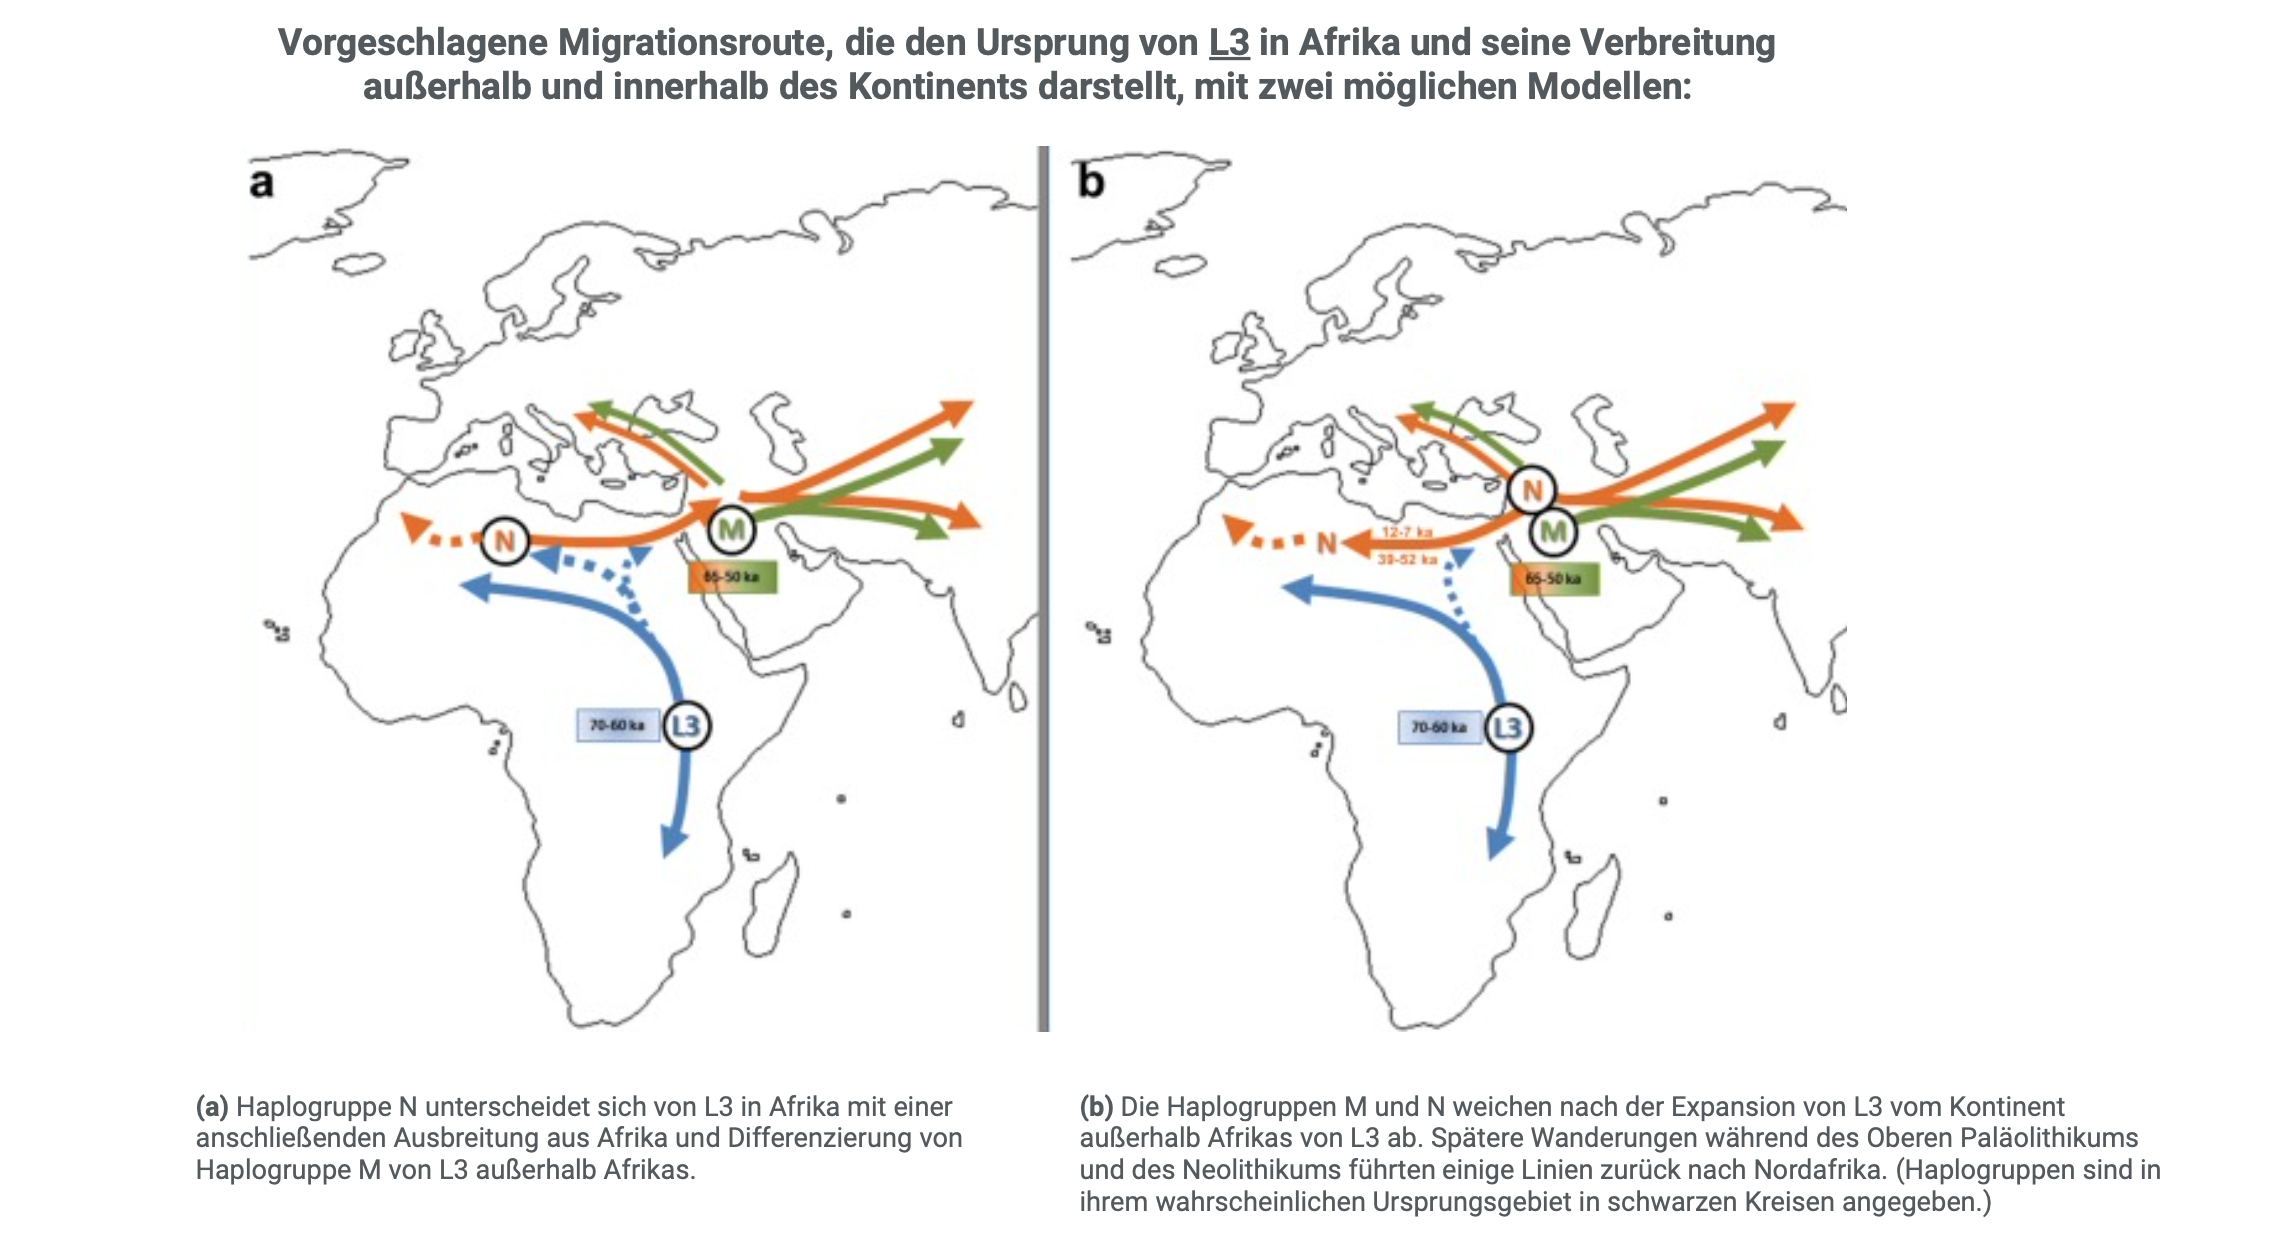 Vorgeschlagene Migrationsroute, die den Ursprung von L3 in Afrika und seine Verbreitung
außerhalb und innerhalb des Kontinents darstellt, mit zwei möglichen Modellen:
a
N
M
65-50 ka
70-60 ka
L3
b
N
M
12-7 ka
N
39-52 ka
65-50 ka
70-60 ka
L3
(a) Haplogruppe N unterscheidet sich von L3 in Afrika mit einer
anschließenden Ausbreitung aus Afrika und Differenzierung von
Haplogruppe M von L3 außerhalb Afrikas.
(b) Die Haplogruppen M und N weichen nach der Expansion von L3 vom Kontinent
außerhalb Afrikas von L3 ab. Spätere Wanderungen während des Oberen Paläolithikums
und des Neolithikums führten einige Linien zurück nach Nordafrika. (Haplogruppen sind in
ihrem wahrscheinlichen Ursprungsgebiet in schwarzen Kreisen angegeben.)